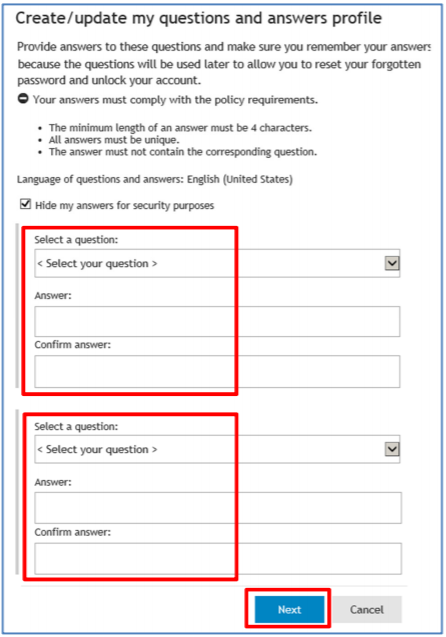 Create/update my questions and answers profile
Provide answers to these questions and make sure you remember your answers
because the questions will be used later to allow you to reset your forgotten
password and unlock your account.
Your answers must comply with the policy requirements.
• The minimum length of an answer must be 4 characters.
• All answers must be unique.
• The answer must not contain the corresponding question.
Language of questions and answers: English (United States)
Hide my answers for security purposes
Select a question:
< Select your question >
Answer:
Confirm answer:
Select a question:
< Select your question >
Answer:
Confirm answer:
Next Cancel